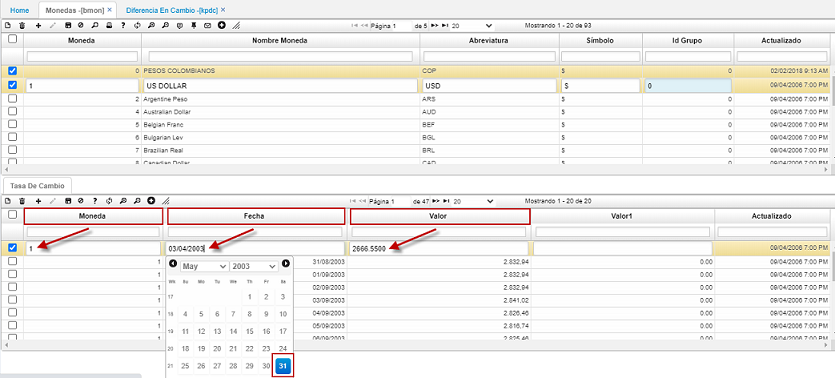 Home Monedas -[bmon] × Diferencia En Cambio -[kpdc] ×
Página 1 de 5 20 Mostrando 1 - 20 de 93
Moneda Nombre Moneda Abreviatura Símbolo Id Grupo Actualizado
0 PESOS COLOMBIANOS COP $ 0 02/02/2018 9:13 AM
1 US DOLLAR USD $ 0 09/04/2006 7:00 PM
2 Argentine Peso ARS $ 0 09/04/2006 7:00 PM
4 Australian Dollar AUD $ 0 09/04/2006 7:00 PM
5 Belgian Franc BEF $ 0 09/04/2006 7:00 PM
6 Bulgarian Lev BGL $ 0 09/04/2006 7:00 PM
7 Brazilian Real BRL $ 0 09/04/2006 7:00 PM
8 Canadian Dollar CAD $ 0 09/04/2006 7:00 PM
Tasa De Cambio
Página 1 de 47 20 Mostrando 1 - 20 de 20
Moneda Fecha Valor Valor1 Actualizado
1 03/04/2003 2666.5500 09/04/2006 7:00 PM
1 31/08/2003 2.832,94 0.00 09/04/2006 7:00 PM
1 01/09/2003 2.832,94 0.00 09/04/2006 7:00 PM
1 02/09/2003 2.832,94 0.00 09/04/2006 7:00 PM
1 03/09/2003 2.841,02 0.00 09/04/2006 7:00 PM
1 04/09/2003 2.826,46 0.00 09/04/2006 7:00 PM
1 05/09/2003 2.816,74 0.00 09/04/2006 7:00 PM
1 06/09/2003 2.825,46 0.00 09/04/2006 7:00 PM
May 2003
Wk Su Mo Tu We Th Fr Sa
17 1 2 3
18 4 5 6 7 8 9 10
19 11 12 13 14 15 16 17
20 18 19 20 21 22 23 24
21 25 26 27 28 29 30 31